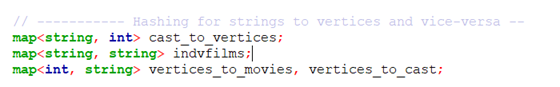 // ----------- Hashing for strings to vertices and vice-versa --
map<string, int> cast_to_vertices;
map<string, string> indvfilms;
map<int, string> vertices_to_movies, vertices_to_cast;